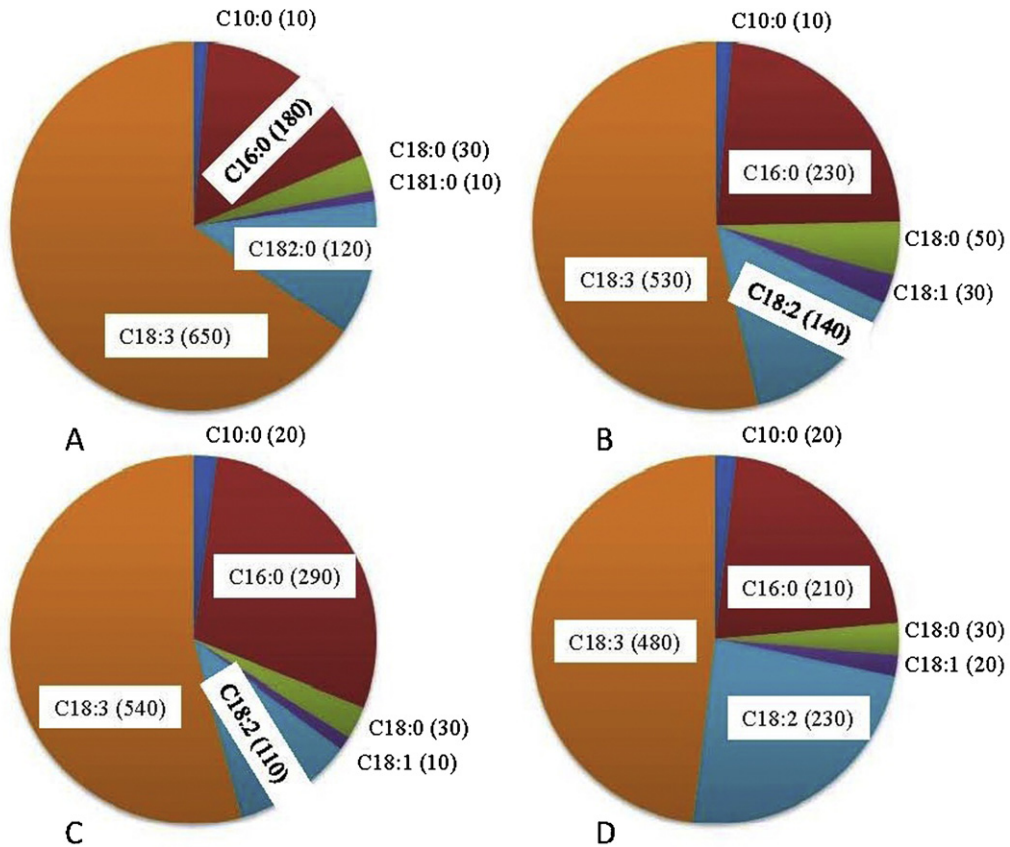 C10:0 (10)
C16:0 (180)
C18:0 (30)
C181:0 (10)
C182:0 (120)
C18:3 (650)
A
C10:0 (10)
C16:0 (230)
C18:0 (50)
C18:3 (530)
C18:1 (30)
C18:2 (140)
B
C10:0 (20)
C16:0 (290)
C18:3 (540)
C18:2 (110)
C18:0 (30)
C18:1 (10)
C
C10:0 (20)
C16:0 (210)
C18:0 (30)
C18:3 (480)
C18:1 (20)
C18:2 (230)
D